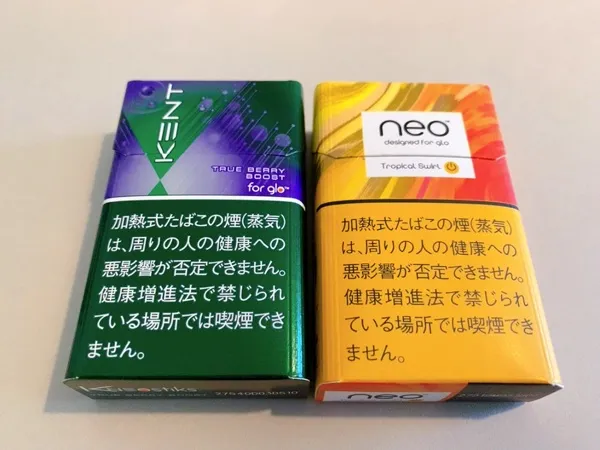 KENT
TRUE BERRY
BOOST
for glo™
加熱式たばこの煙(蒸気)
は、周りの人の健康への
悪影響が否定できません。
健康増進法で禁じられ
ている場所では喫煙でき
ません。
neo™
designed for glo
Tropical Swirl
加熱式たばこの煙(蒸気)
は、周りの人の健康への
悪影響が否定できません。
健康増進法で禁じられ
ている場所では喫煙でき
ません。
neo